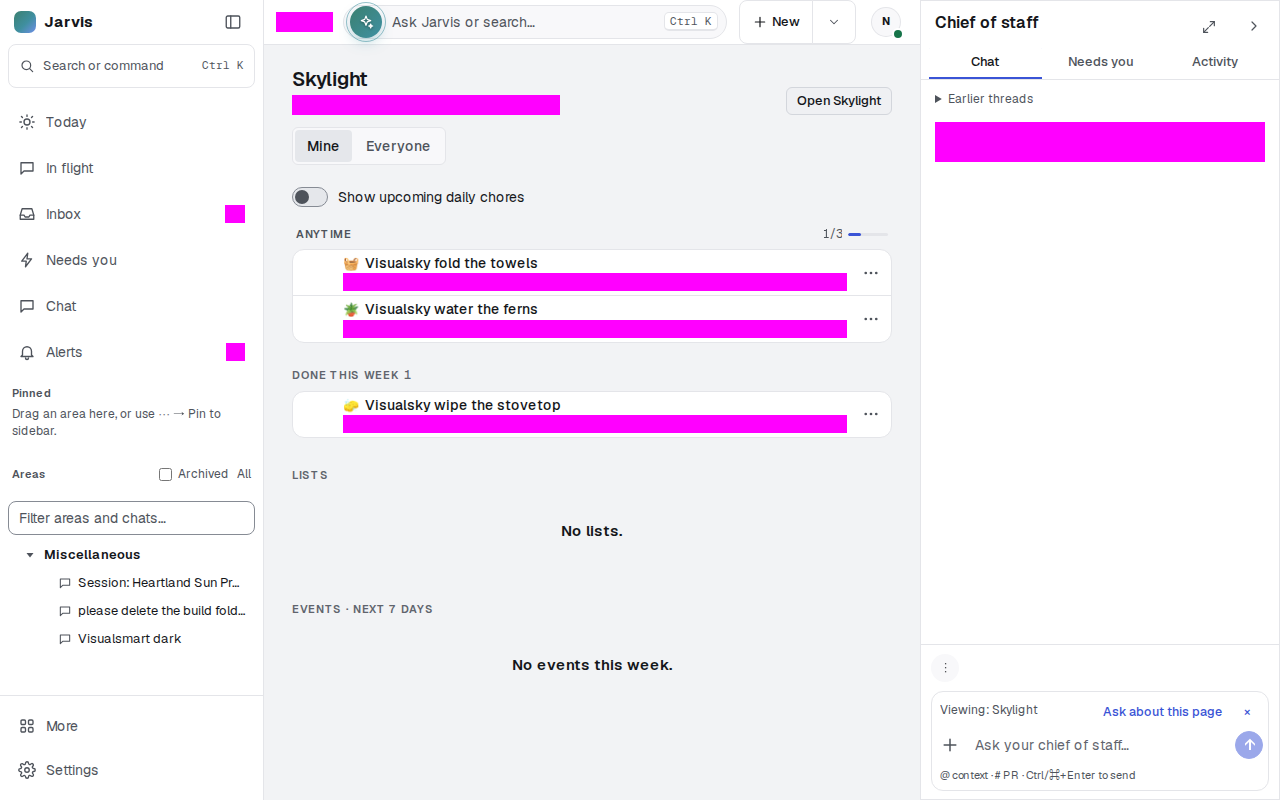 Jarvis
Search or command
Ctrl K
Today
In flight
Inbox
Needs you
Chat
Alerts
Pinned
Drag an area here, or use ··· → Pin to
sidebar.
Areas
Archived
All
Filter areas and chats…
Miscellaneous
Session: Heartland Sun Pr…
please delete the build fold…
Visualsmart dark
More
Settings
Ask Jarvis or search…
Ctrl K
New
N
Skylight
Open Skylight
Mine
Everyone
Show upcoming daily chores
ANYTIME
1/3
Visualsky fold the towels
Visualsky water the ferns
DONE THIS WEEK 1
Visualsky wipe the stovetop
LISTS
No lists.
EVENTS · NEXT 7 DAYS
No events this week.
Chief of staff
Chat
Needs you
Activity
Earlier threads
Viewing: Skylight
Ask about this page
×
Ask your chief of staff…
@ context · # PR · Ctrl/⌘+Enter to send